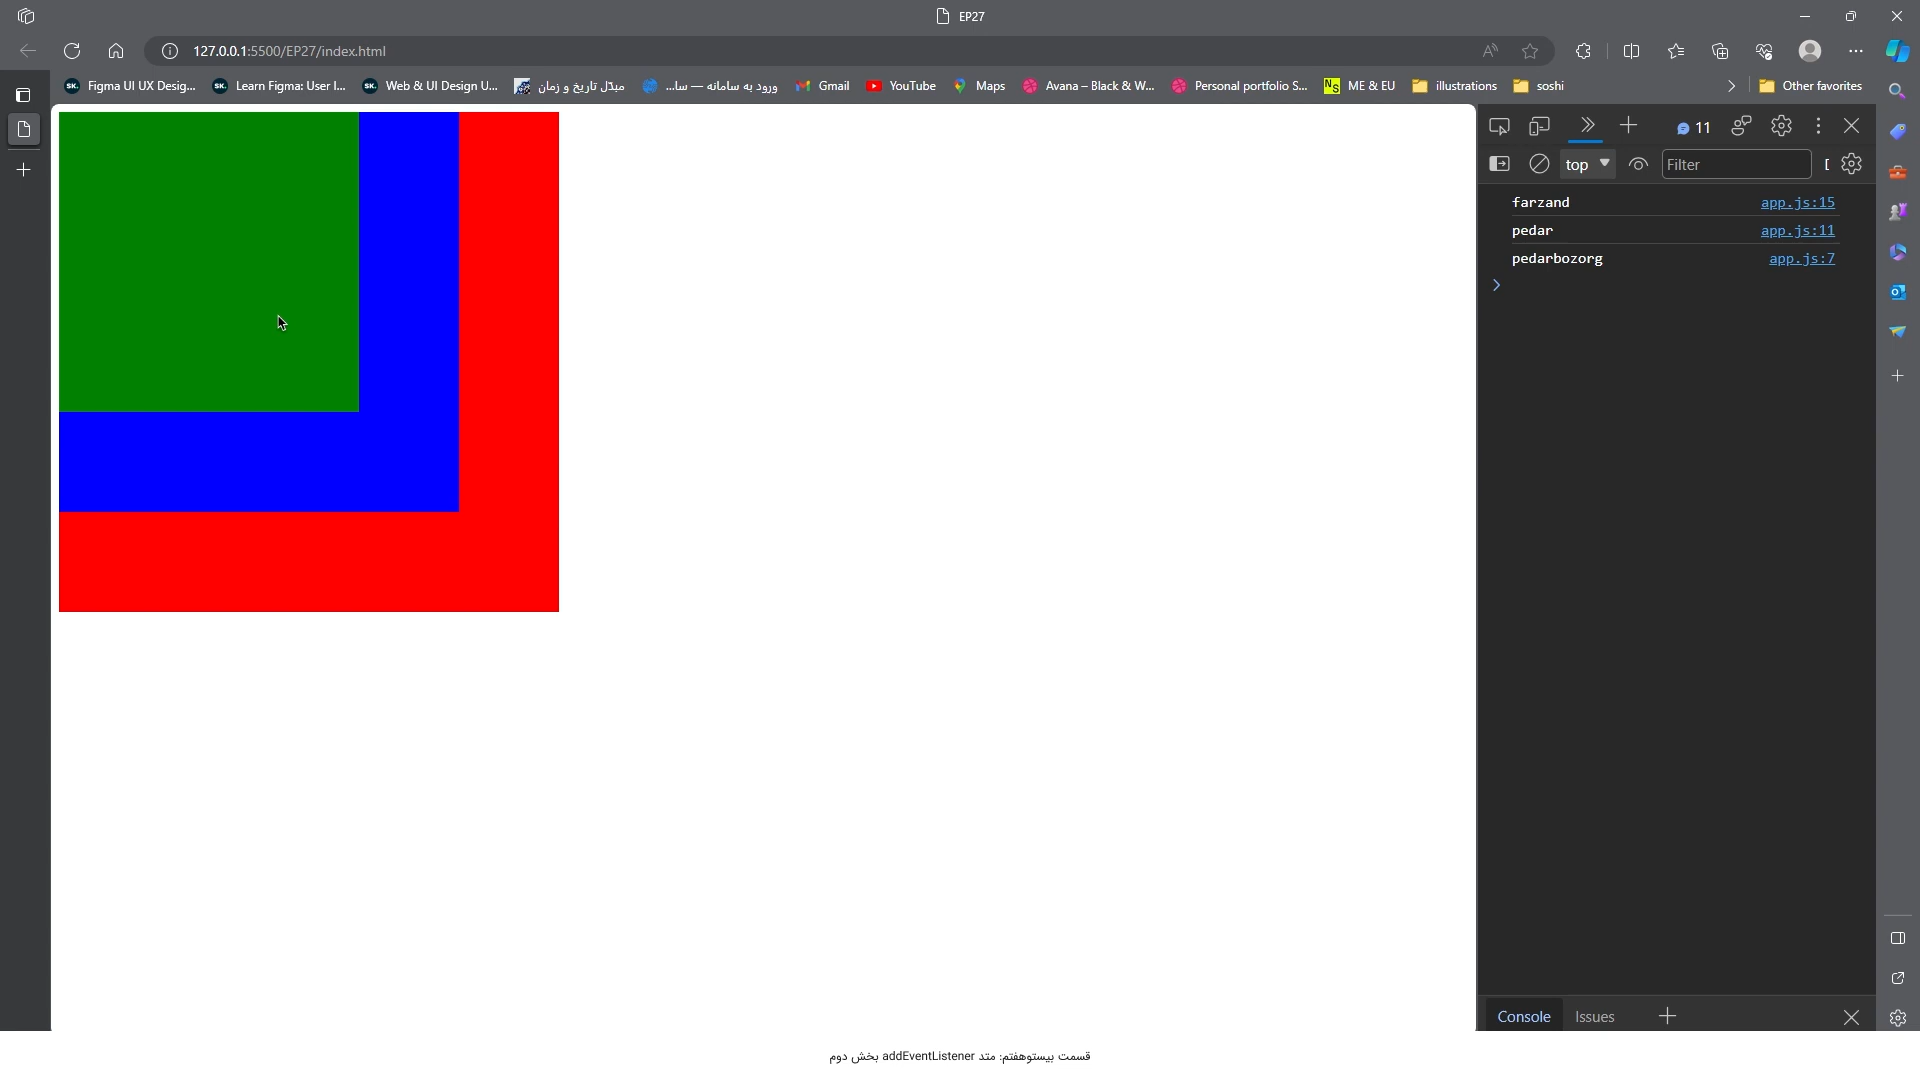 EP27
127.0.0.1:5500/EP27/index.html
Figma UI UX Desig...
Learn Figma: User I...
Web & UI Design U...
مبدّل تاریخ و زمان
ورود به سامانه — سا...
Gmail
YouTube
Maps
Avana – Black & W...
Personal portfolio S...
NS
ME & EU
illustrations
soshi
Other favorites
11
top
Filter
farzand app.js:15
pedar app.js:11
pedarbozorg app.js:7
Console
Issues
قسمت بیستوهفتم: متد addEventListener بخش دوم